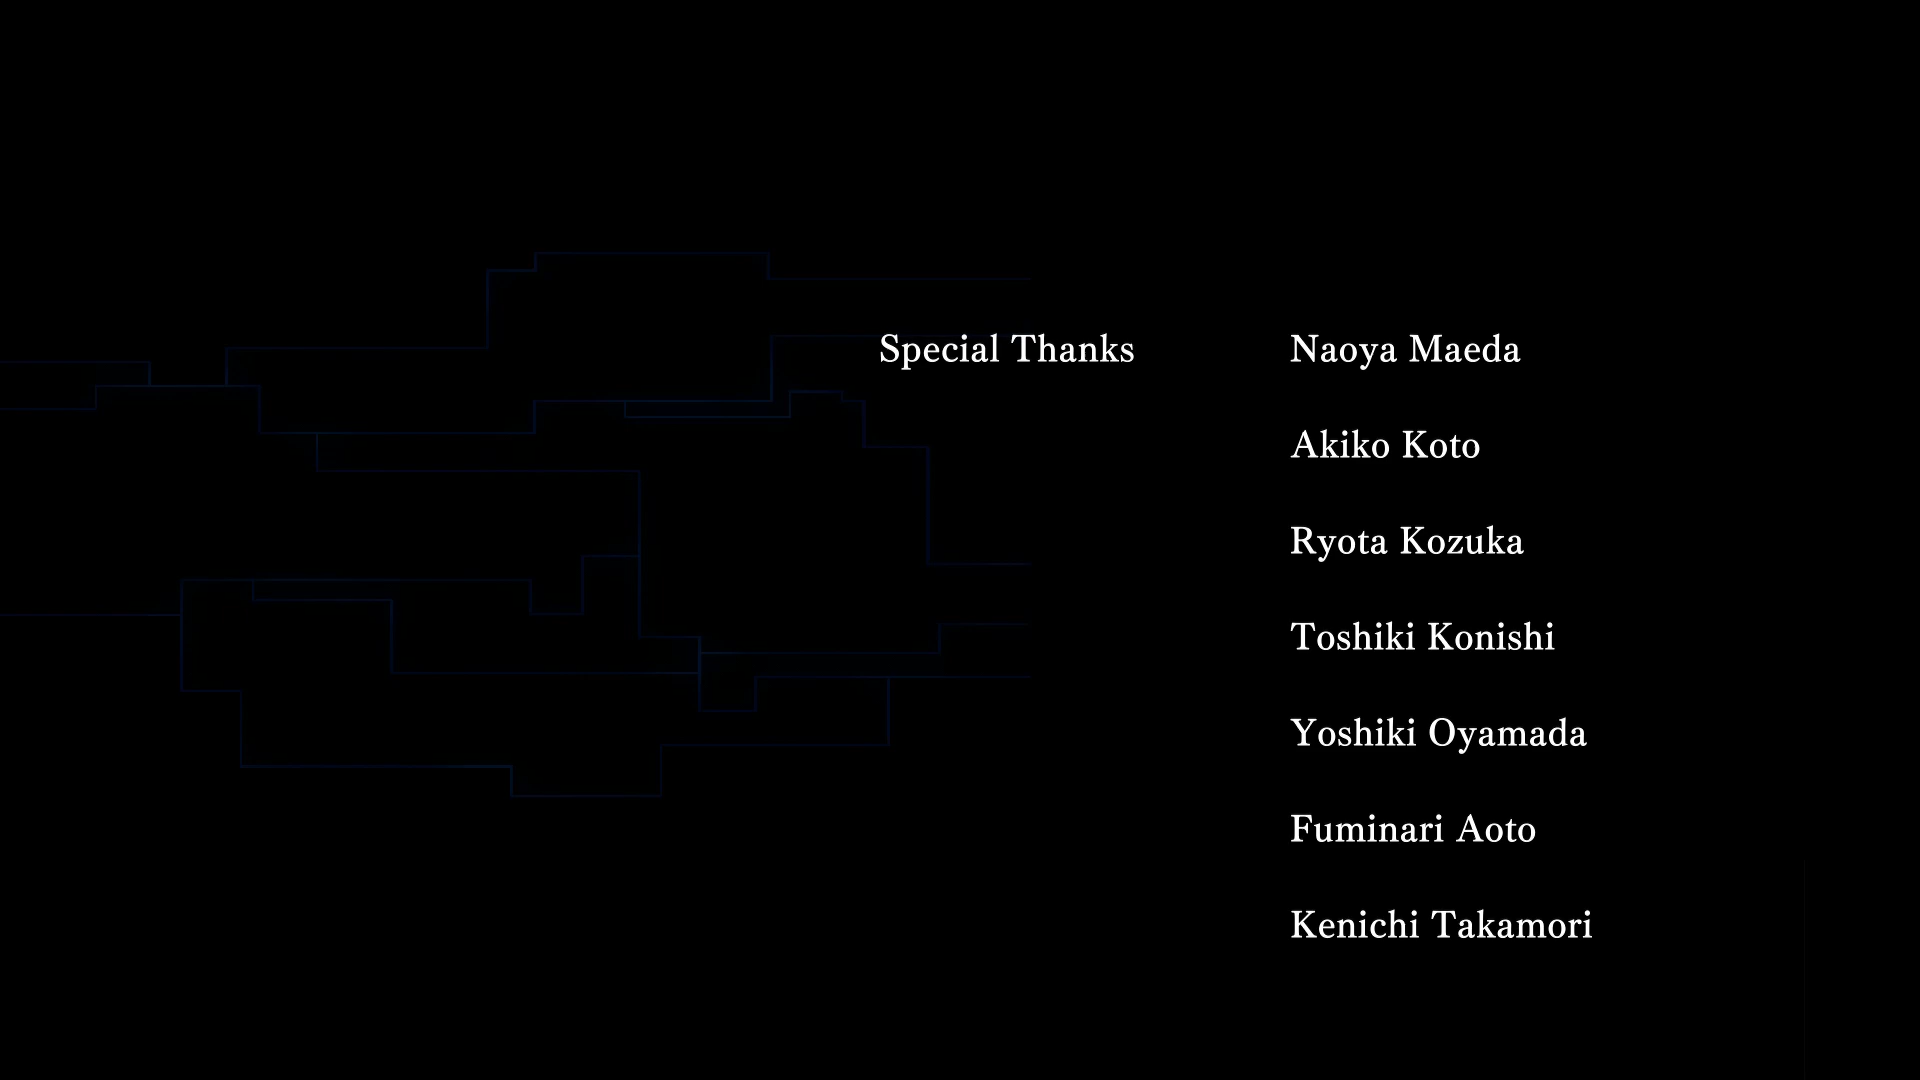 Special Thanks Naoya Maeda
Akiko Koto
Ryota Kozuka
Toshiki Konishi
Yoshiki Oyamada
Fuminari Aoto
Kenichi Takamori